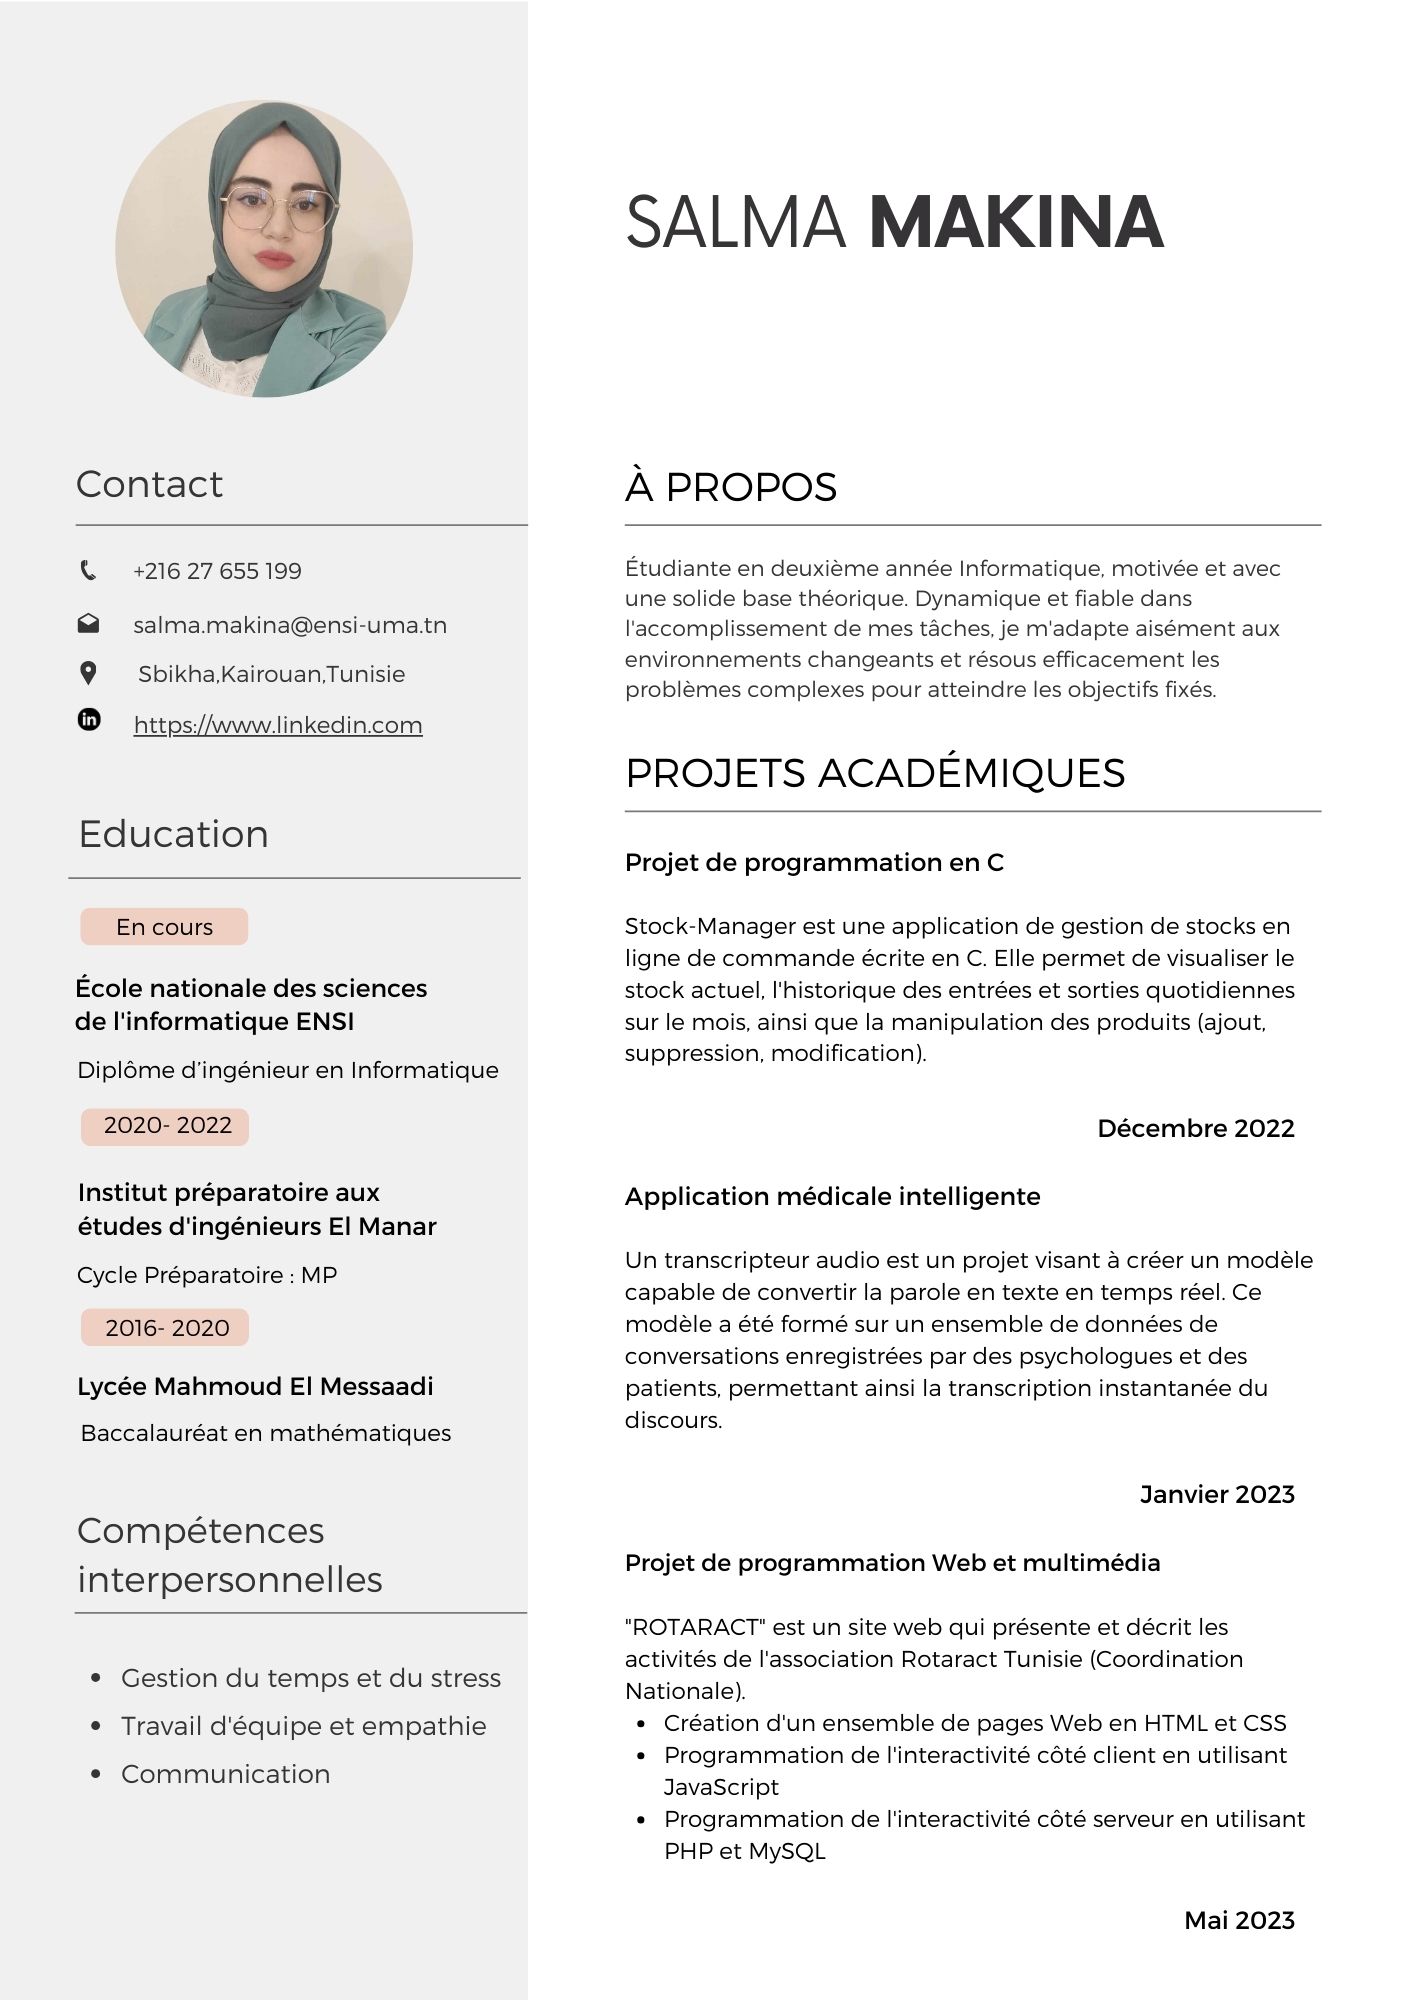 SALMA MAKINA
Contact
+216 27 655 199
salma.makina@ensi-uma.tn
Sbikha,Kairouan,Tunisie
in
https://www.linkedin.com
Education
En cours
École nationale des sciences
de l'informatique ENSI
Diplôme d’ingénieur en Informatique
2020- 2022
Institut préparatoire aux
études d'ingénieurs El Manar
Cycle Préparatoire : MP
2016- 2020
Lycée Mahmoud El Messaadi
Baccalauréat en mathématiques
Compétences
interpersonnelles
• Gestion du temps et du stress
• Travail d'équipe et empathie
• Communication
À PROPOS
Étudiante en deuxième année Informatique, motivée et avec
une solide base théorique. Dynamique et fiable dans
l'accomplissement de mes tâches, je m'adapte aisément aux
environnements changeants et résous efficacement les
problèmes complexes pour atteindre les objectifs fixés.
PROJETS ACADÉMIQUES
Projet de programmation en C
Stock-Manager est une application de gestion de stocks en
ligne de commande écrite en C. Elle permet de visualiser le
stock actuel, l'historique des entrées et sorties quotidiennes
sur le mois, ainsi que la manipulation des produits (ajout,
suppression, modification).
Décembre 2022
Application médicale intelligente
Un transcripteur audio est un projet visant à créer un modèle
capable de convertir la parole en texte en temps réel. Ce
modèle a été formé sur un ensemble de données de
conversations enregistrées par des psychologues et des
patients, permettant ainsi la transcription instantanée du
discours.
Janvier 2023
Projet de programmation Web et multimédia
"ROTARACT" est un site web qui présente et décrit les
activités de l'association Rotaract Tunisie (Coordination
Nationale).
• Création d'un ensemble de pages Web en HTML et CSS
• Programmation de l'interactivité côté client en utilisant
JavaScript
• Programmation de l'interactivité côté serveur en utilisant
PHP et MySQL
Mai 2023